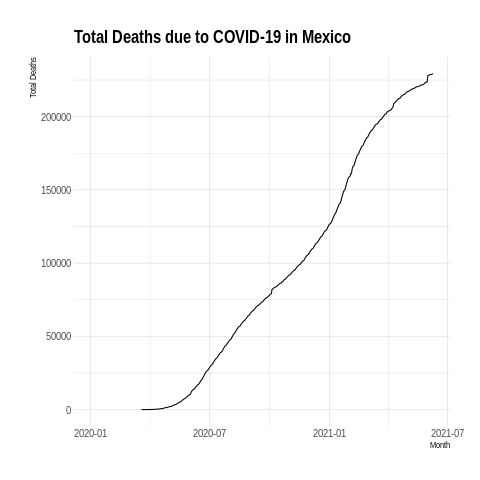 Total Deaths due to COVID-19 in Mexico
Total Deaths
200000
150000
100000
50000
0
2020-01 2020-07 2021-01 2021-07
Month